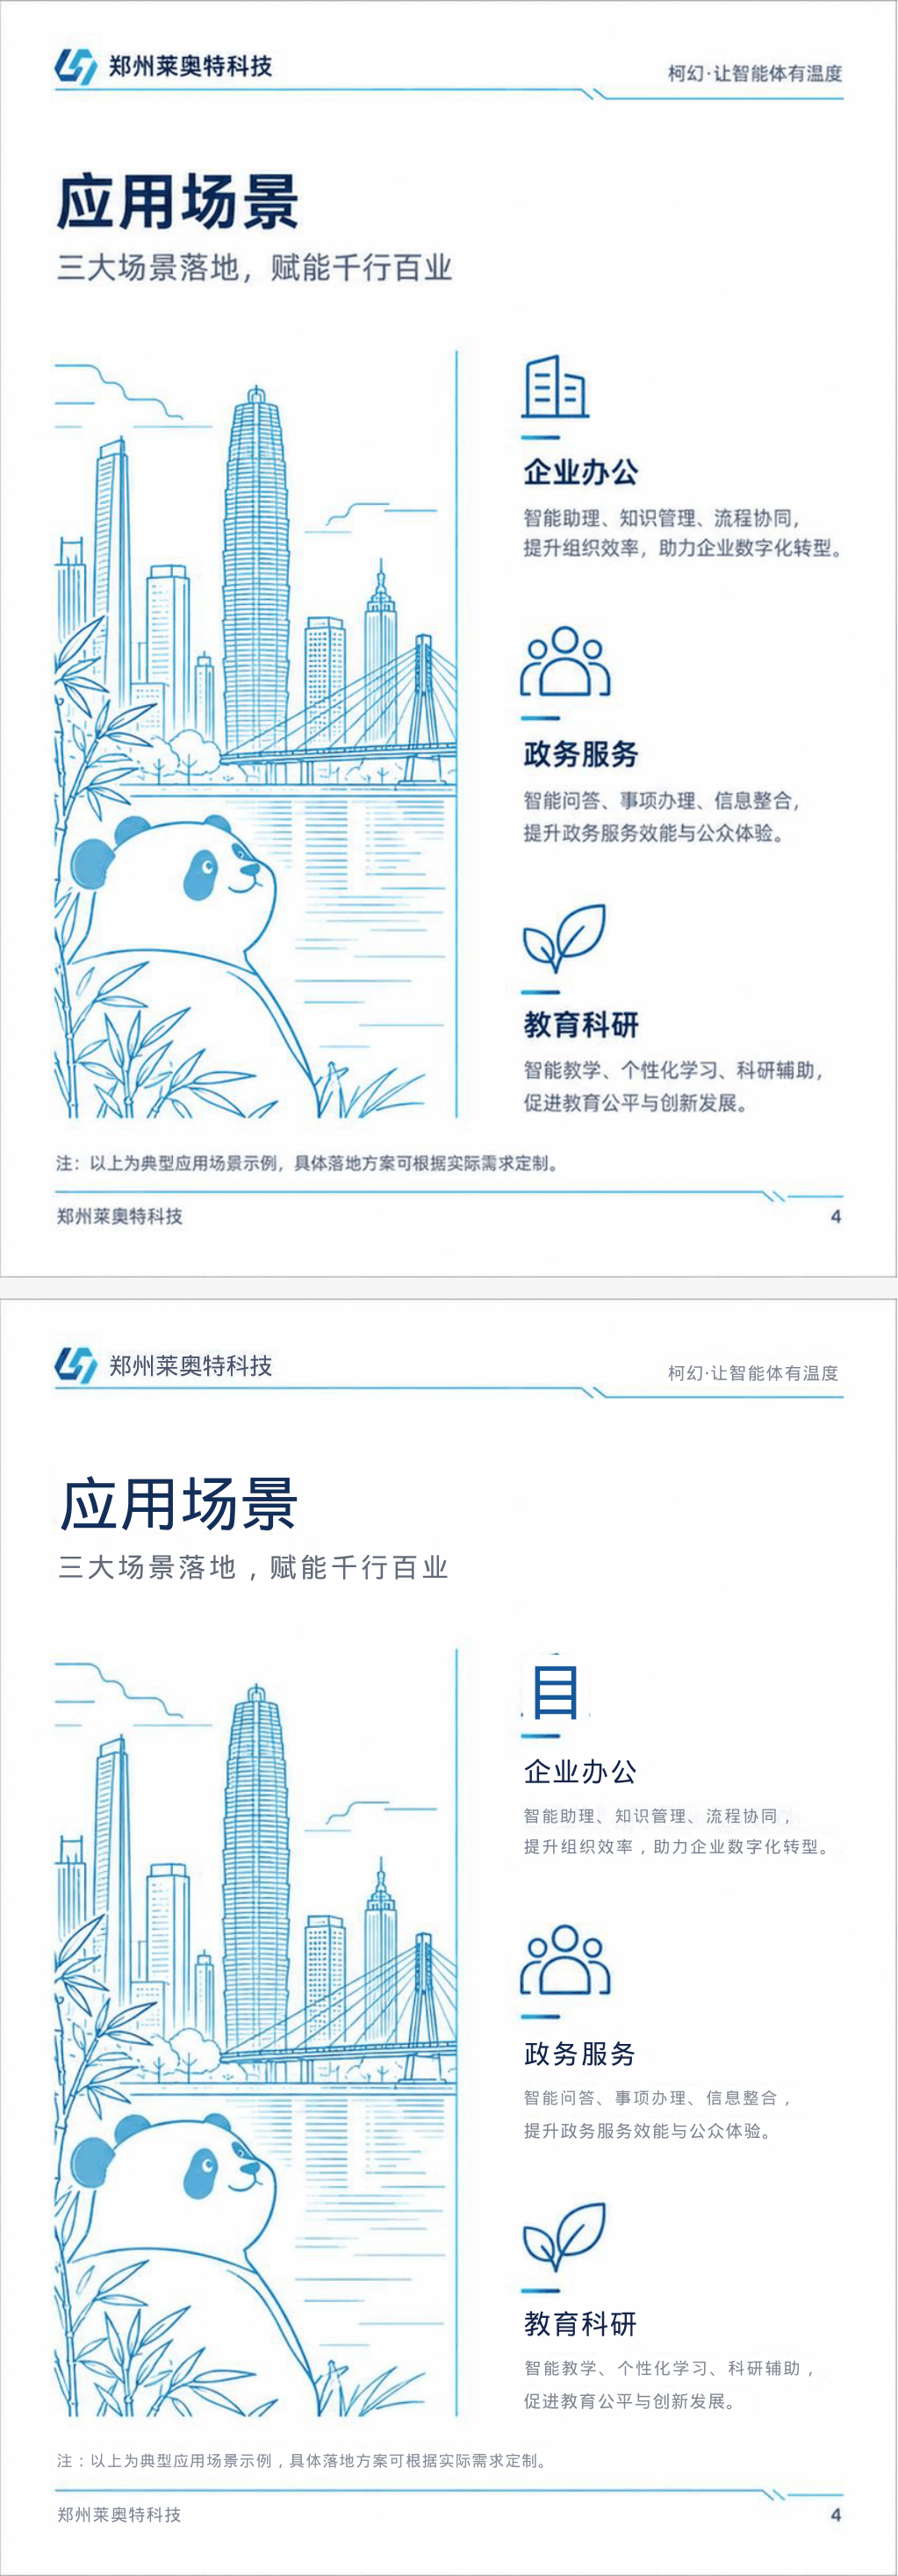 郑州莱奥特科技
柯幻·让智能体有温度
应用场景
三大场景落地，赋能千行百业
企业办公
智能助理、知识管理、流程协同，
提升组织效率，助力企业数字化转型。
政务服务
智能问答、事项办理、信息整合，
提升政务服务效能与公众体验。
教育科研
智能教学、个性化学习、科研辅助，
促进教育公平与创新发展。
注：以上为典型应用场景示例，具体落地方案可根据实际需求定制。
郑州莱奥特科技
4
郑州莱奥特科技
柯幻·让智能体有温度
应用场景
三大场景落地，赋能千行百业
目
企业办公
智能助理、知识管理、流程协同，
提升组织效率，助力企业数字化转型。
政务服务
智能问答、事项办理、信息整合，
提升政务服务效能与公众体验。
教育科研
智能教学、个性化学习、科研辅助，
促进教育公平与创新发展。
注：以上为典型应用场景示例，具体落地方案可根据实际需求定制。
郑州莱奥特科技
4